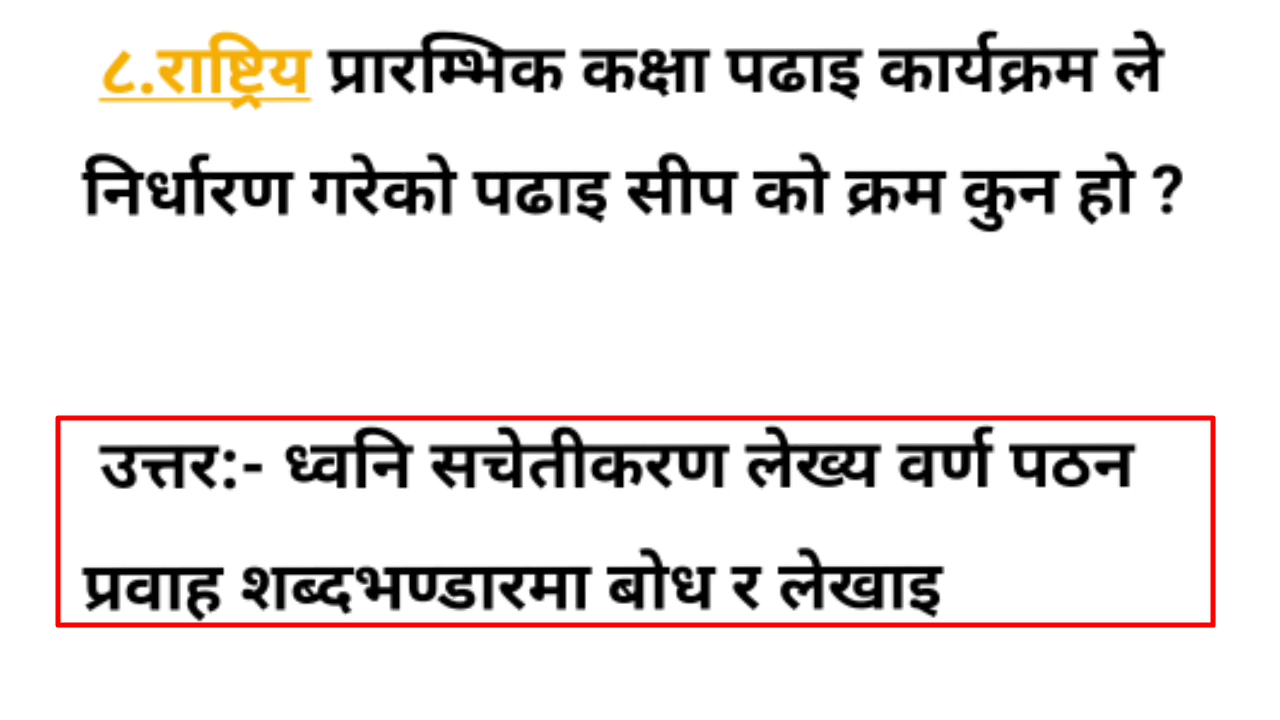 ८.राष्ट्रिय प्रारम्भिक कक्षा पढाइ कार्यक्रम ले
निर्धारण गरेको पढाइ सीप को क्रम कुन हो ?
उत्तर:- ध्वनि सचेतीकरण लेख्य वर्ण पठन
प्रवाह शब्दभण्डारमा बोध र लेखाइ